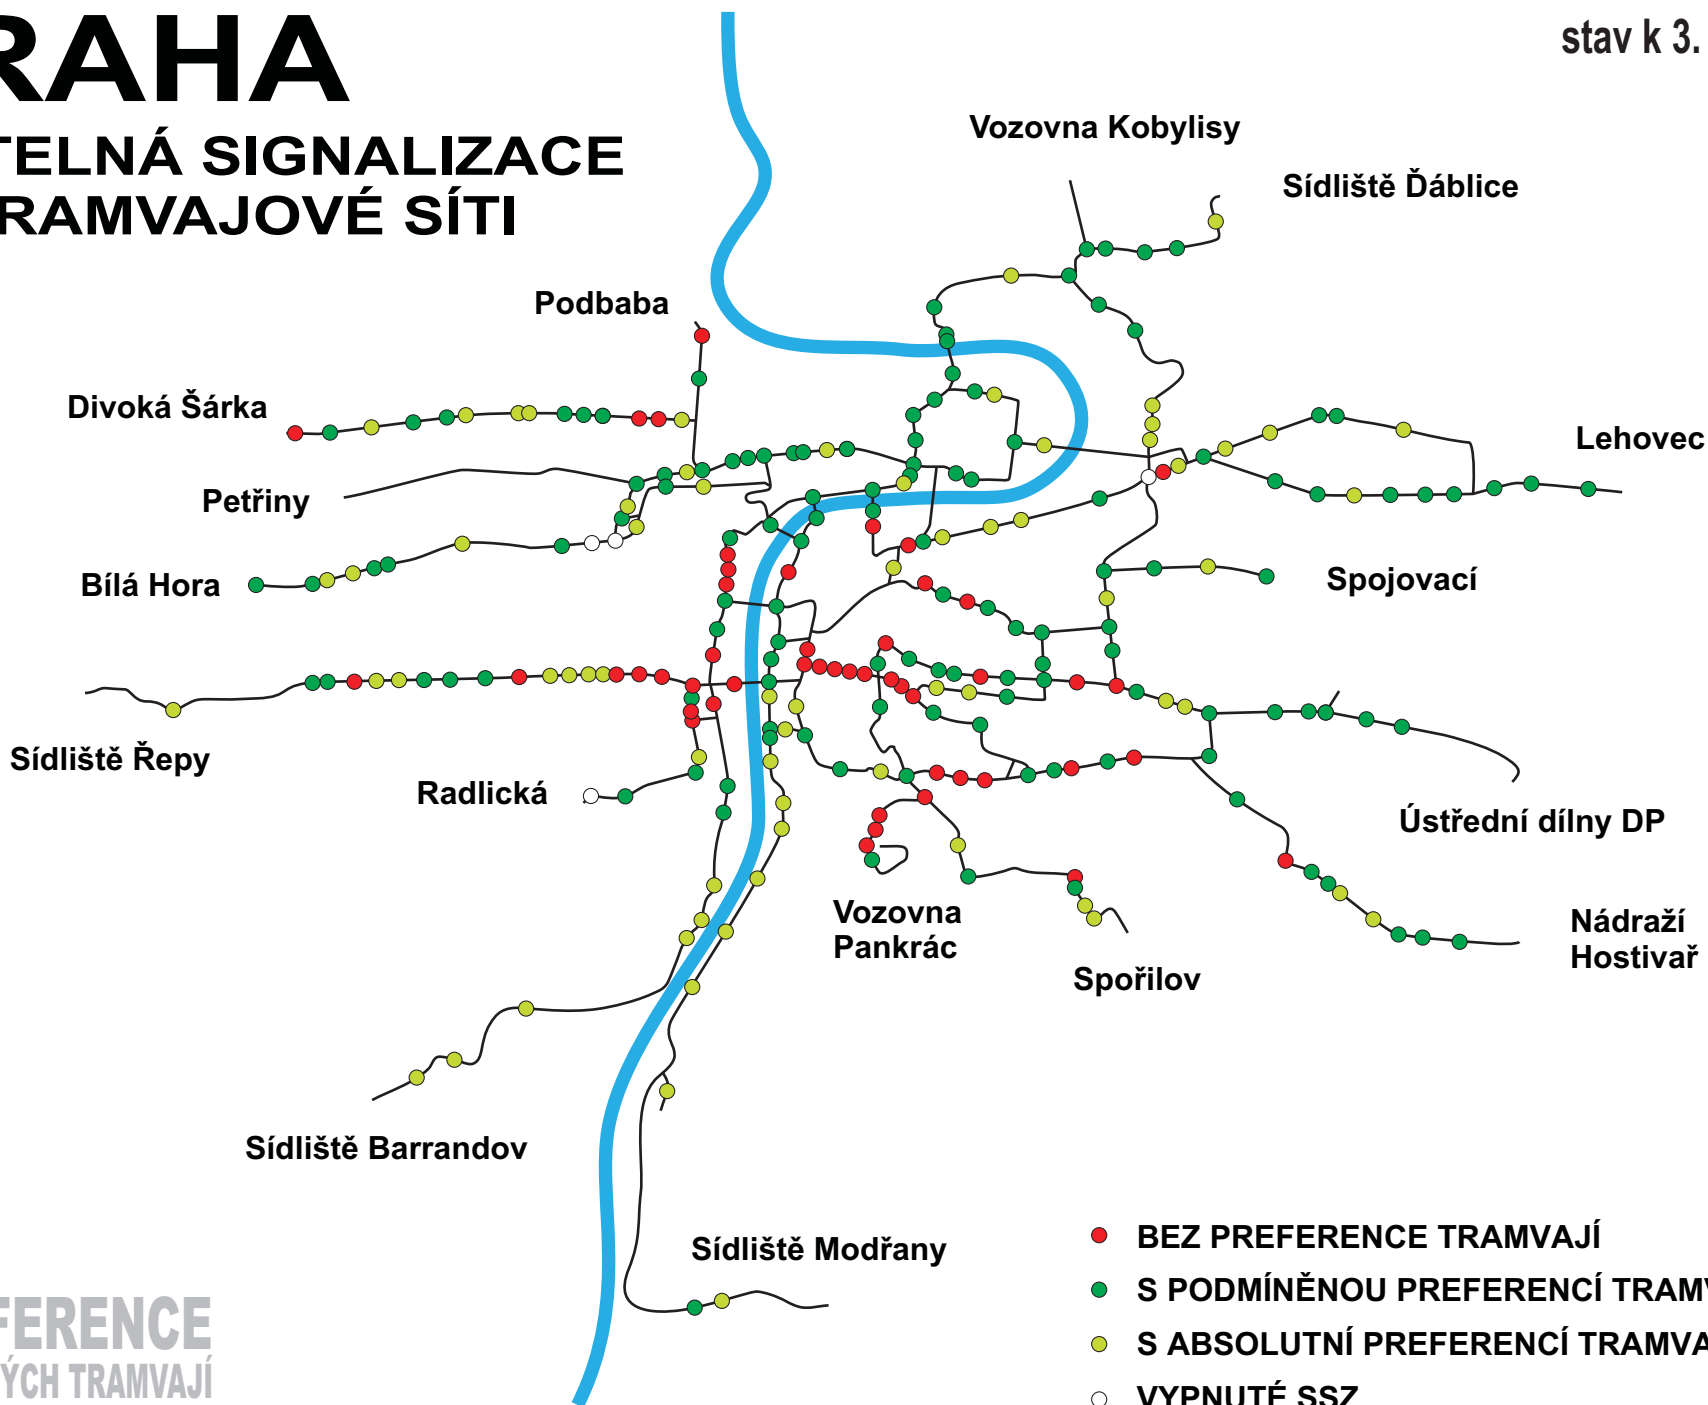 RAHA
TELNÁ SIGNALIZACE
RAMVAJOVÉ SÍTI
stav k 3.
Vozovna Kobylisy
Sídliště Ďáblice
Podbaba
Divoká Šárka
Lehovec
Petřiny
Bílá Hora
Spojovací
Sídliště Řepy
Radlická
Ústřední dílny DP
Vozovna
Pankrác
Nádraží
Hostivař
Spořilov
Sídliště Barrandov
Sídliště Modřany
BEZ PREFERENCE TRAMVAJÍ
S PODMÍNĚNOU PREFERENCÍ TRAMV
S ABSOLUTNÍ PREFERENCÍ TRAMVA
VYPNUTÉ SSZ
FERENCE
ÝCH TRAMVAJÍ